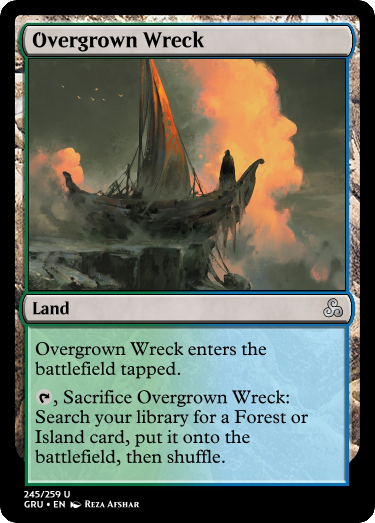 Overgrown Wreck
Land
Overgrown Wreck enters the
battlefield tapped.
, Sacrifice Overgrown Wreck:
Search your library for a Forest or
Island card, put it onto the
battlefield, then shuffle.
245/259 U
GRU • EN Reza Afshar